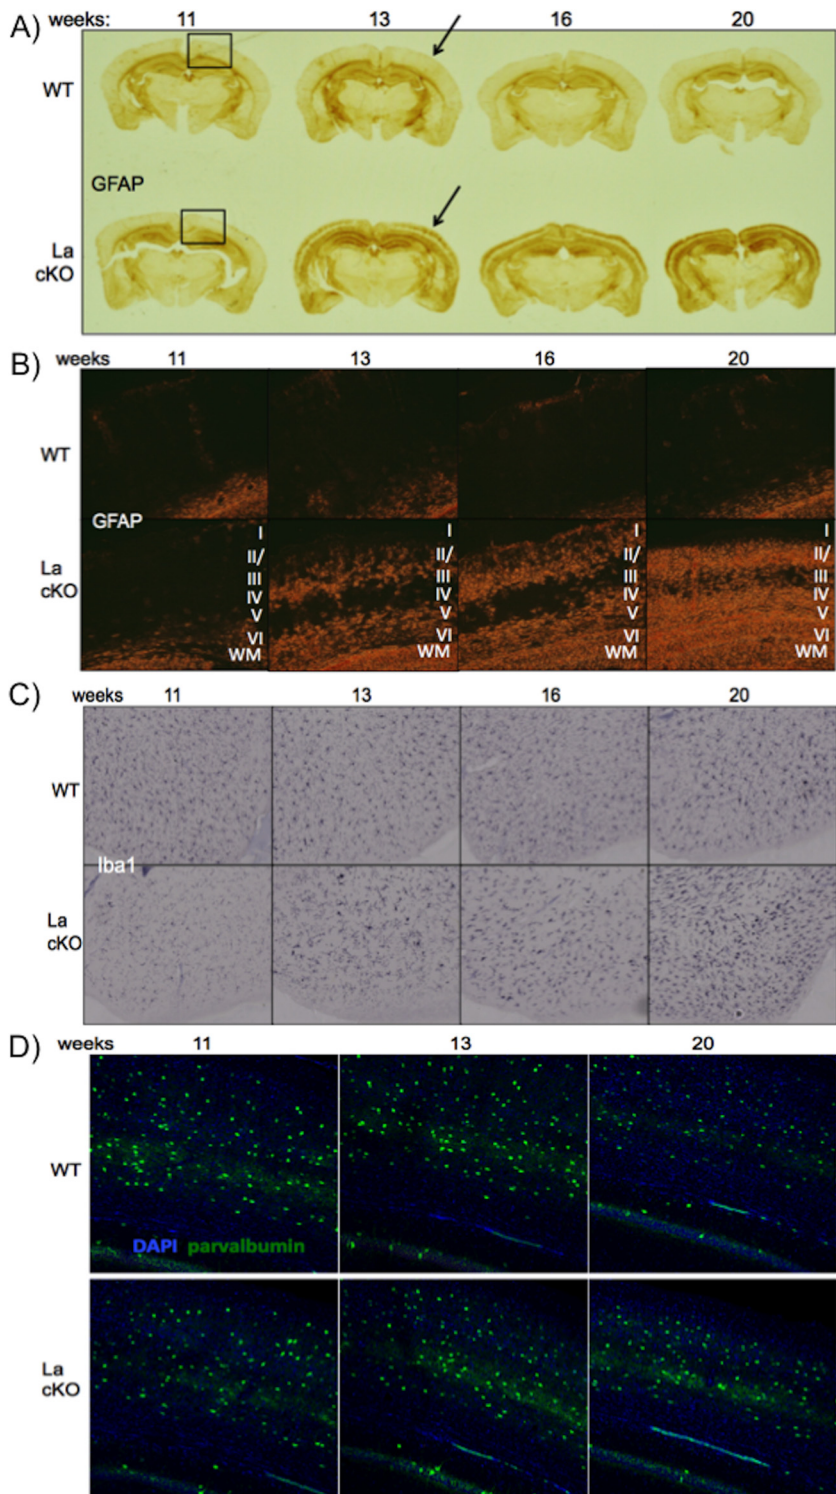 A)
weeks: 11 13 16 20
WT
GFAP
La
cKO
B)
weeks 11 13 16 20
WT
GFAP
La
cKO
I I I I
II/ II/ II/ II/
III III III III
IV IV IV IV
V V V V
VI VI VI VI
WM WM WM WM
C)
weeks 11 13 16 20
WT
Iba1
La
cKO
D)
weeks 11 13 20
WT
DAPI parvalbumin
La
cKO